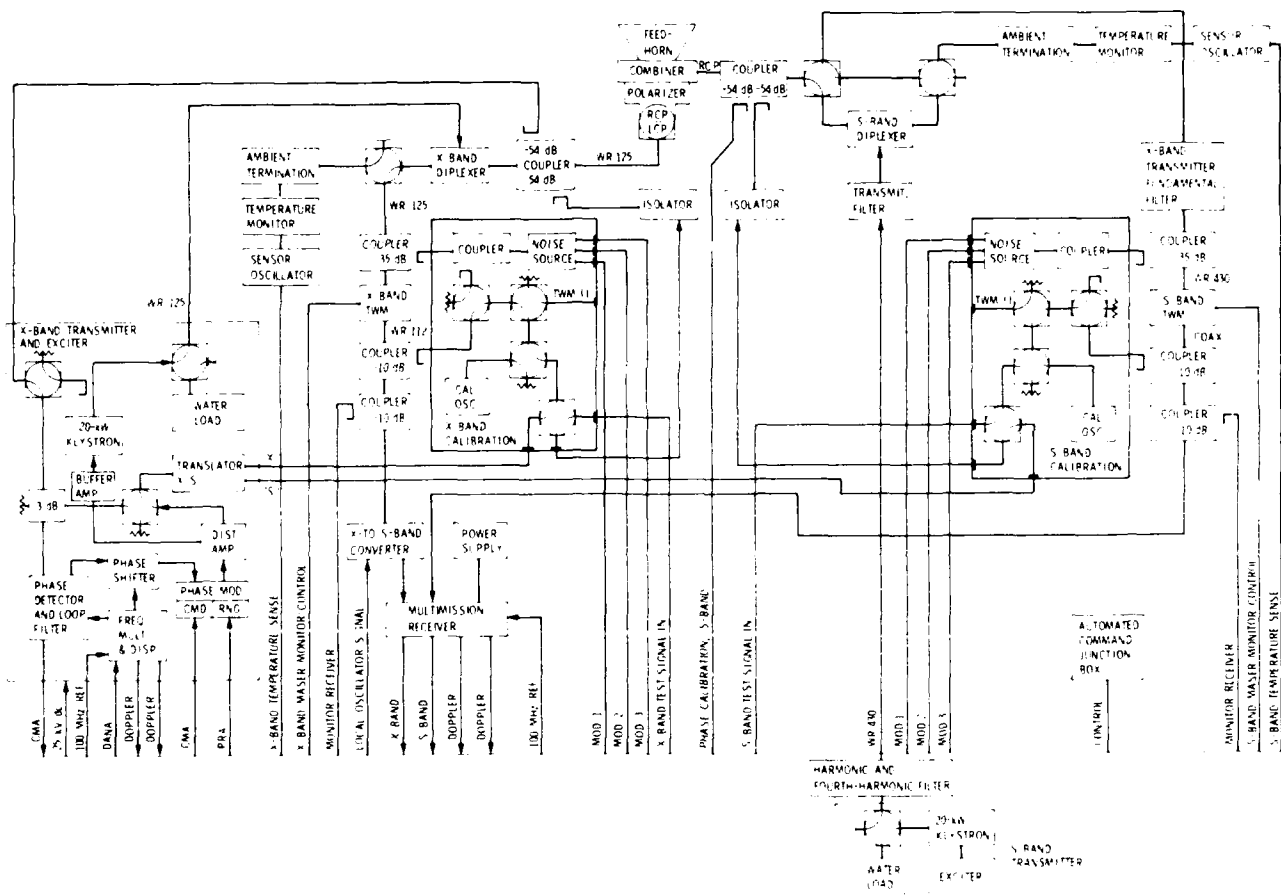 FEED-
HORN
COMBINER
POLARIZER
RCP
LCP
RCP
COUPLER
-54 dB -54 dB
AMBIENT
TERMINATION
TEMPERATURE
MONITOR
SENSOR
OSCILLATOR
S-BAND
DIPLEXER
AMBIENT
TERMINATION
X BAND
DIPLEXER
-54 dB
COUPLER
54 dB
WR 125
X-BAND
TRANSMITTER
FUNDAMENTAL
FILTER
TEMPERATURE
MONITOR
WR 125
ISOLATOR
ISOLATOR
TRANSMIT
FILTER
SENSOR
OSCILLATOR
COUPLER
35 dB
COUPLER
NOISE
SOURCE
NOISE
SOURCE
COUPLER
COUPLER
35 dB
WR 430
WR 125
X-BAND
TWM
TWM
TWM
S-BAND
TWM
X-BAND TRANSMITTER
AND EXCITER
WR 112
COAX
COUPLER
-10 dB
COUPLER
10 dB
WATER
LOAD
COUPLER
-10 dB
CAL
OSC
X BAND
CALIBRATION
CAL
OSC
S BAND
CALIBRATION
COUPLER
10 dB
20-kW
KLYSTRON
TRANSLATOR
X S
X
S
BUFFER
AMP
3 dB
DIST
AMP
X-TO S-BAND
CONVERTER
POWER
SUPPLY
PHASE
DETECTOR
AND LOOP
FILTER
PHASE
SHIFTER
PHASE MOD
CMD
RNG
FREQ
MULT
& DISP
MULTIMISSION
RECEIVER
AUTOMATED
COMMAND
JUNCTION
BOX
CMA
25 kV dc
100 MHz REF
DANA
DOPPLER
DOPPLER
CMA
PRA
X-BAND TEMPERATURE SENSE
X BAND MASER MONITOR CONTROL
MONITOR RECEIVER
LOCAL OSCILLATOR SIGNAL
X BAND
S BAND
DOPPLER
DOPPLER
100 MHz REF
MOD 1
MOD 2
MOD 3
X BAND TEST SIGNAL IN
PHASE CALIBRATION, S-BAND
S BAND TEST SIGNAL IN
WR 430
MOD 1
MOD 2
MOD 3
CONTROL
MONITOR RECEIVER
S-BAND MASER MONITOR CONTROL
S BAND TEMPERATURE SENSE
HARMONIC AND
FOURTH-HARMONIC FILTER
20-kW
KLYSTRON
WATER
LOAD
EXCITER
S BAND
TRANSMITTER